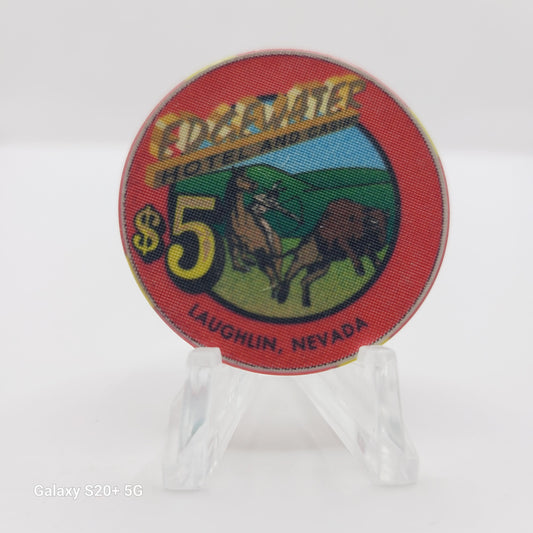 EDGEWATER
HOTEL AND CASINO
$5
LAUGHLIN, NEVADA
Galaxy S20+ 5G